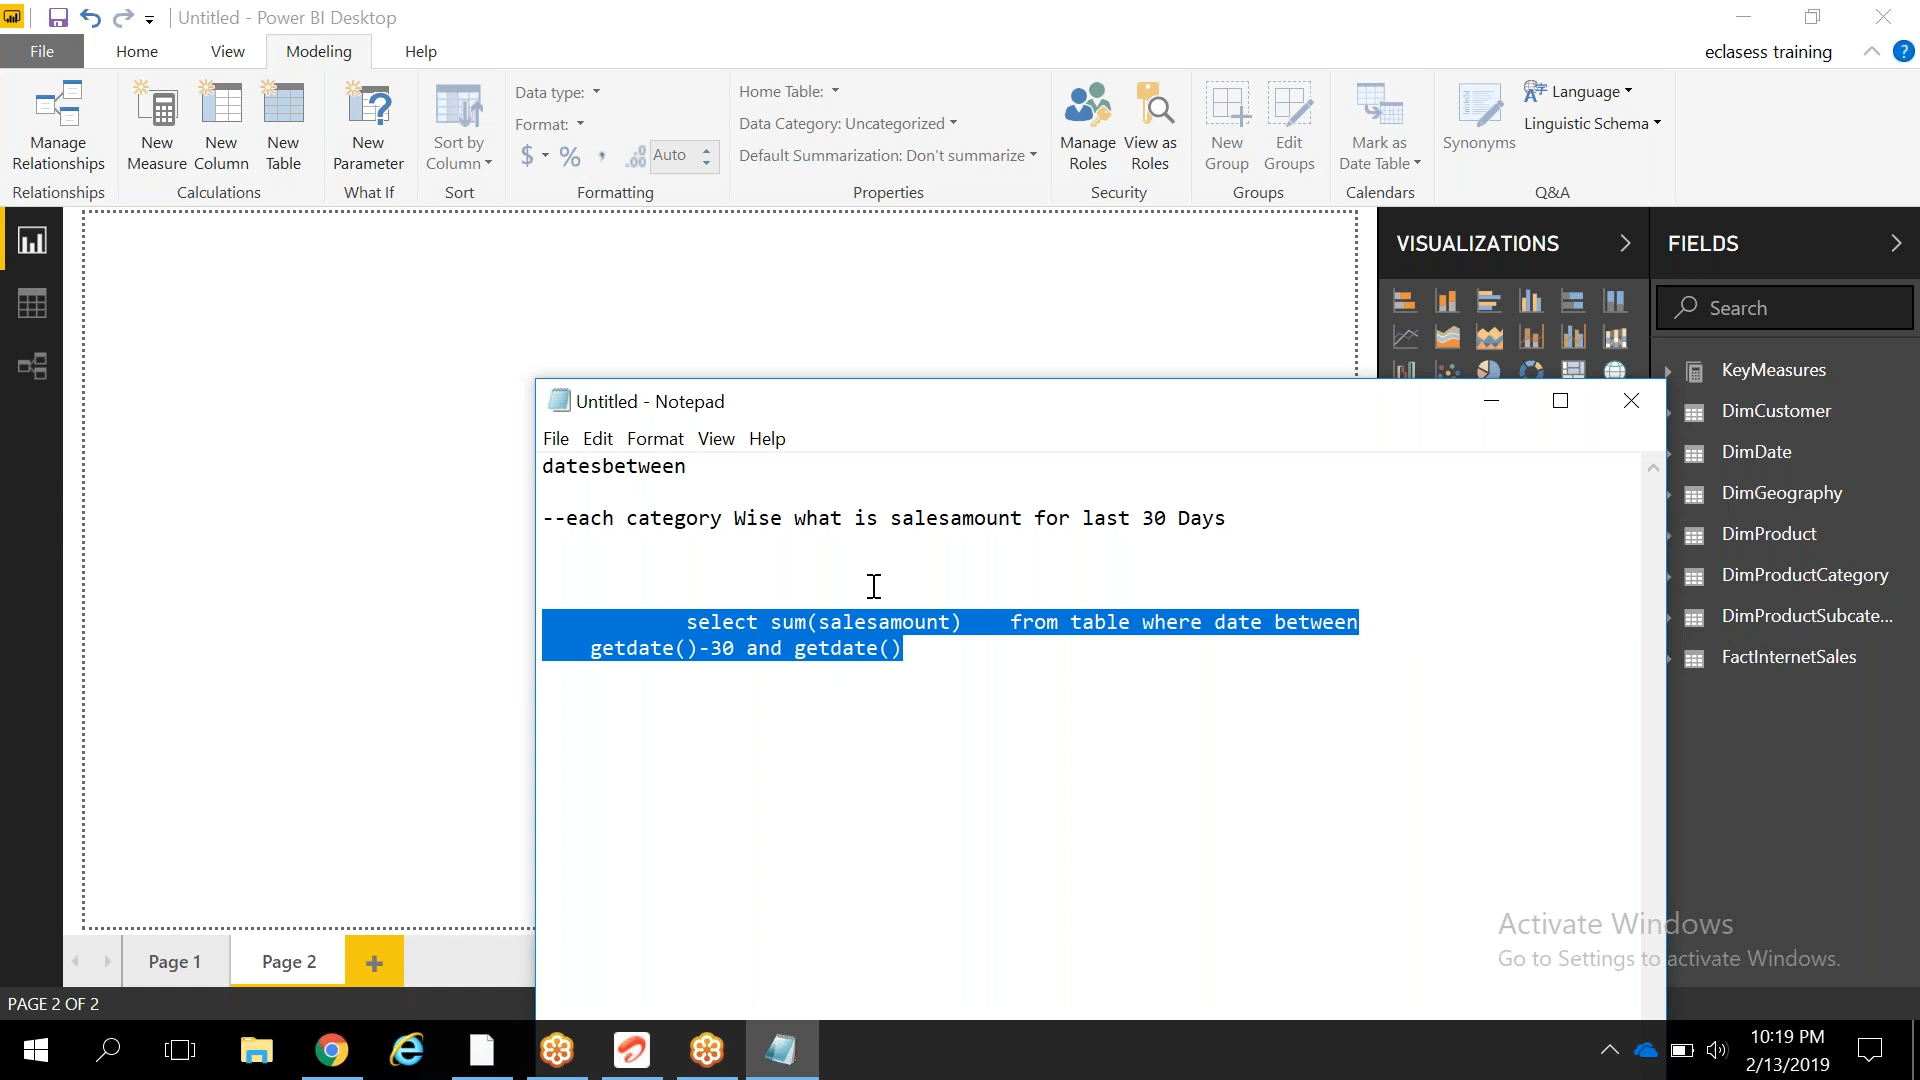 Untitled - Power BI Desktop
File Home View Modeling Help
eclasess training ?
Manage Relationships
New Measure
New Column
New Table
New Parameter
Sort by Column
Data type:
Format:
$ % , .00 Auto
Home Table:
Data Category: Uncategorized
Default Summarization: Don't summarize
Manage Roles
View as Roles
New Group
Edit Groups
Mark as Date Table
Synonyms
Language
Linguistic Schema
Relationships Calculations What If Sort Formatting Properties Security Groups Calendars Q&A
VISUALIZATIONS
FIELDS
Search
KeyMeasures
DimCustomer
DimDate
DimGeography
DimProduct
DimProductCategory
DimProductSubcate...
FactInternetSales
Untitled - Notepad
File Edit Format View Help
datesbetween
--each category Wise what is salesamount for last 30 Days
select sum(salesamount) from table where date between
getdate()-30 and getdate()
Activate Windows
Go to Settings to activate Windows.
Page 1 Page 2 +
PAGE 2 OF 2
10:19 PM
2/13/2019